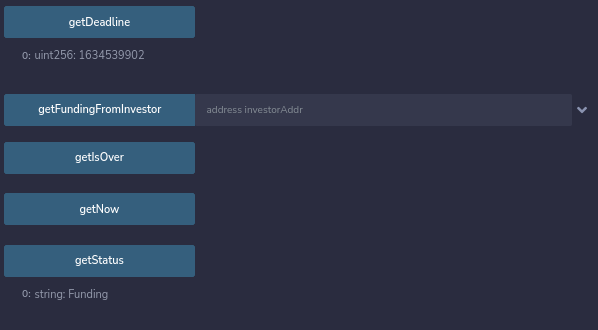 getDeadline
0: uint256: 1634539902
getFundingFromInvestor address investorAddr
getIsOver
getNow
getStatus
0: string: Funding